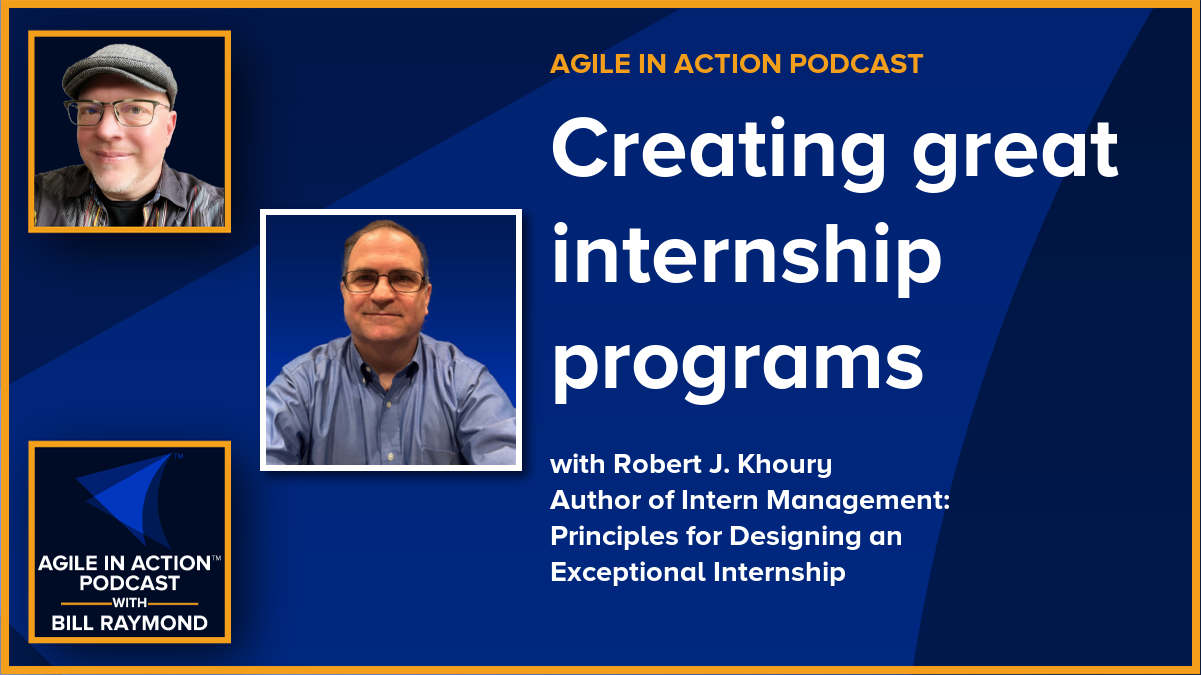 AGILE IN ACTION PODCAST
Creating great
internship
programs
with Robert J. Khoury
Author of Intern Management:
Principles for Designing an
Exceptional Internship
TM
AGILE IN ACTION™
PODCAST
WITH
BILL RAYMOND